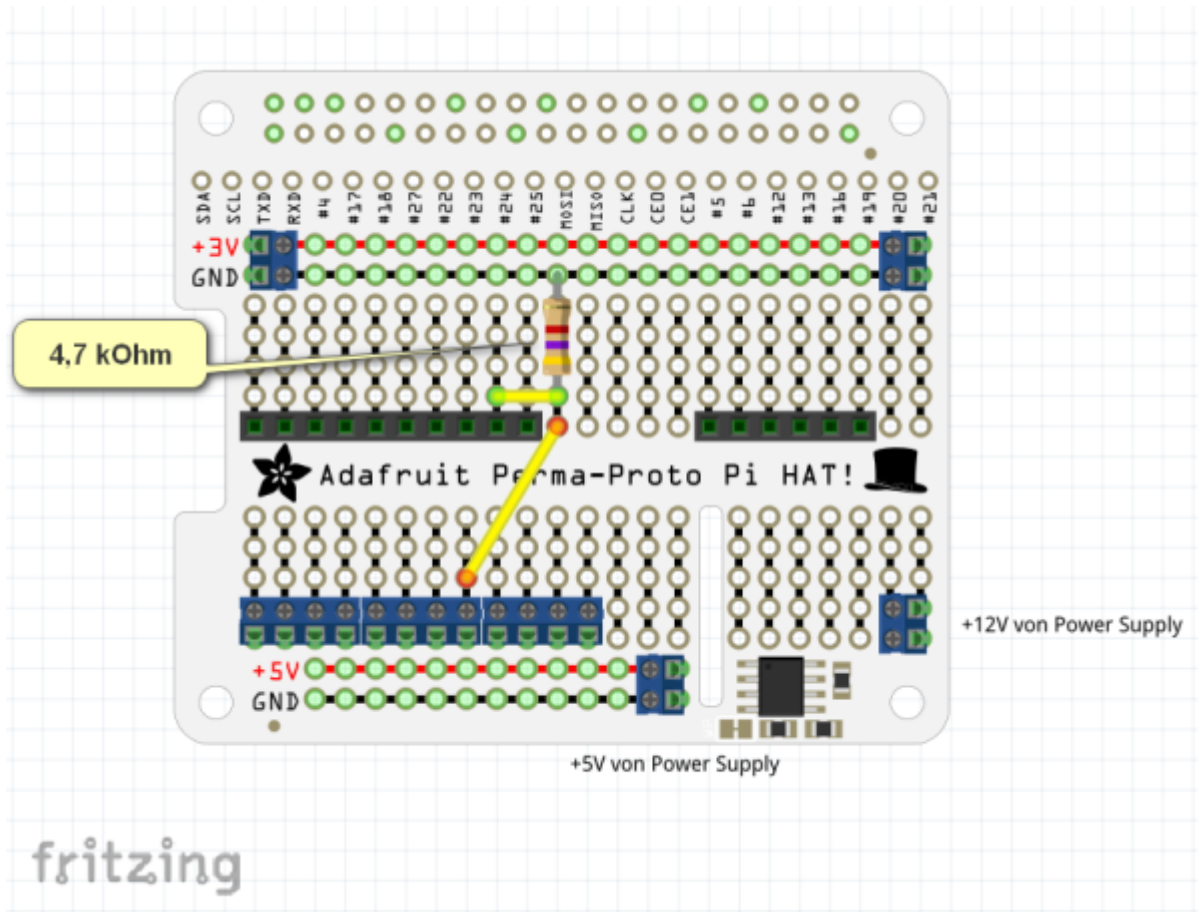 SDA
SCL
TXD
RXD
#4
#17
#18
#27
#22
#23
#24
#25
MOSI
MISO
CLK
CE0
CE1
#5
#6
#12
#13
#16
#19
#20
#21
+3V
GND
4,7 kOhm
Adafruit Perma-Proto Pi HAT!
+12V von Power Supply
+5V
GND
+5V von Power Supply
fritzing